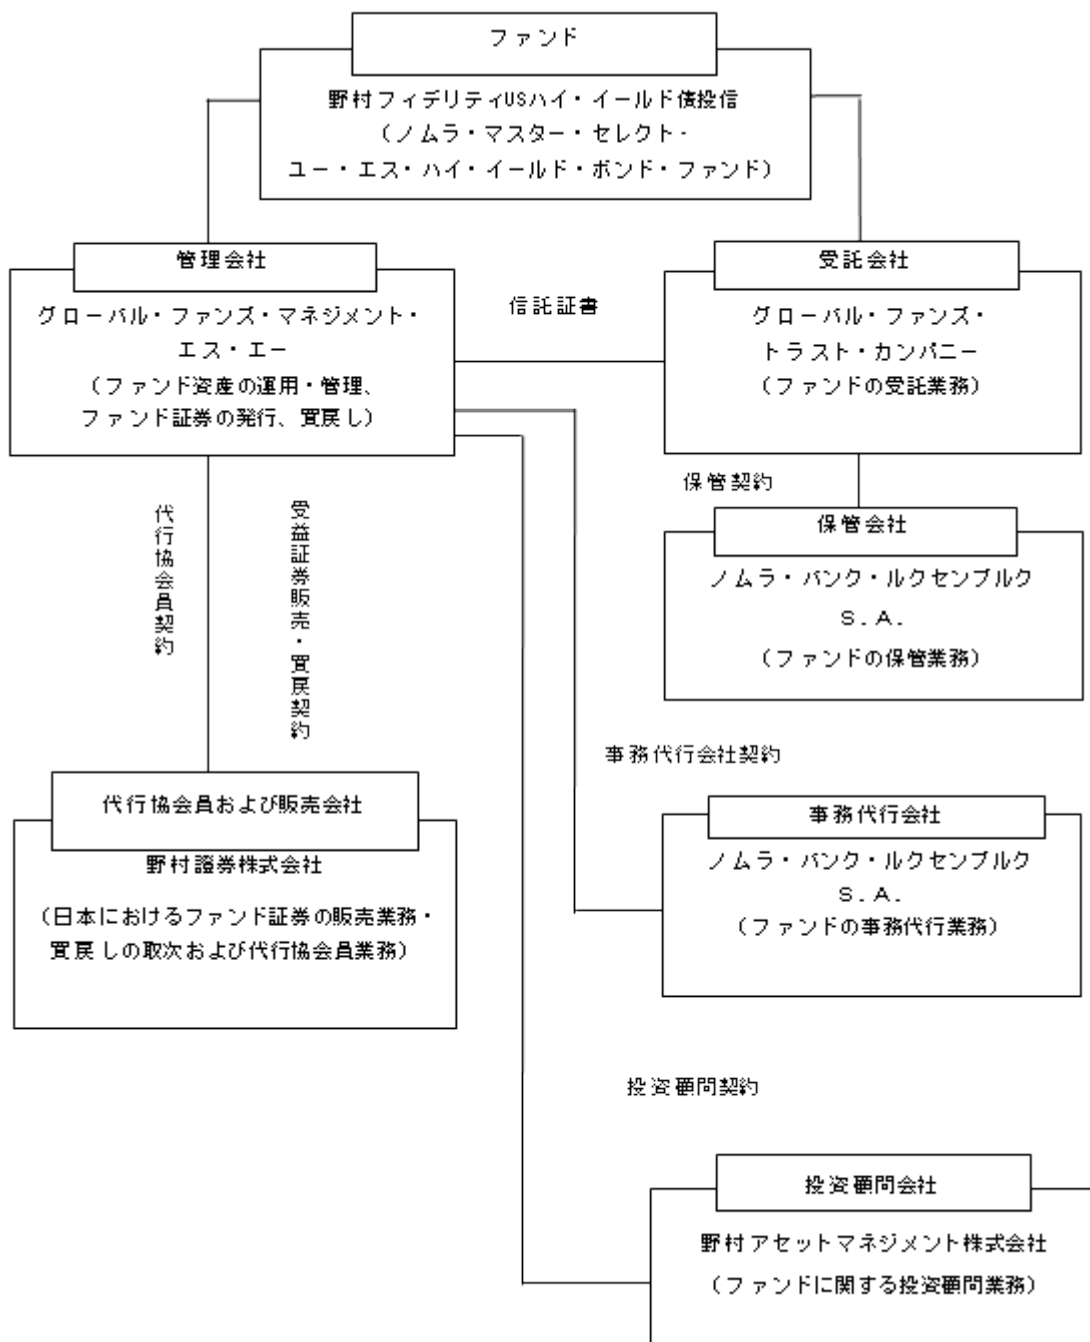 ファンド
野村フィデリティUSハイ・イールド債投信
（ノムラ・マスター・セレクト-
ユー・エス・ハイ・イールド・ボンド・ファンド）
管理会社
グローバル・ファンズ・マネジメント・
エス・エー
（ファンド資産の運用・管理、
ファンド証券の発行、買戻し）
信託証書
受託会社
グローバル・ファンズ・
トラスト・カンパニー
（ファンドの受託業務）
保管契約
保管会社
ノムラ・バンク・ルクセンブルク
S．A．
（ファンドの保管業務）
代行協会員契約
受益証券販売・買戻契約
事務代行会社契約
代行協会員および販売会社
野村證券株式会社
（日本におけるファンド証券の販売業務・
買戻しの取次および代行協会員業務）
事務代行会社
ノムラ・バンク・ルクセンブルク
S．A．
（ファンドの事務代行業務）
投資顧問契約
投資顧問会社
野村アセットマネジメント株式会社
（ファンドに関する投資顧問業務）